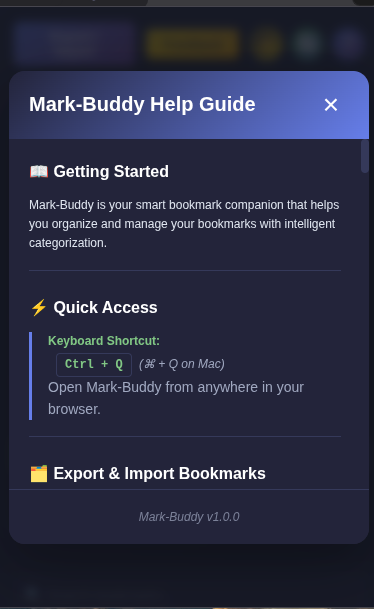 Mark-Buddy Help Guide
📖 Getting Started
Mark-Buddy is your smart bookmark companion that helps
you organize and manage your bookmarks with intelligent
categorization.
⚡ Quick Access
Keyboard Shortcut:
Ctrl + Q (⌘ + Q on Mac)
Open Mark-Buddy from anywhere in your
browser.
🗂️ Export & Import Bookmarks
Mark-Buddy v1.0.0